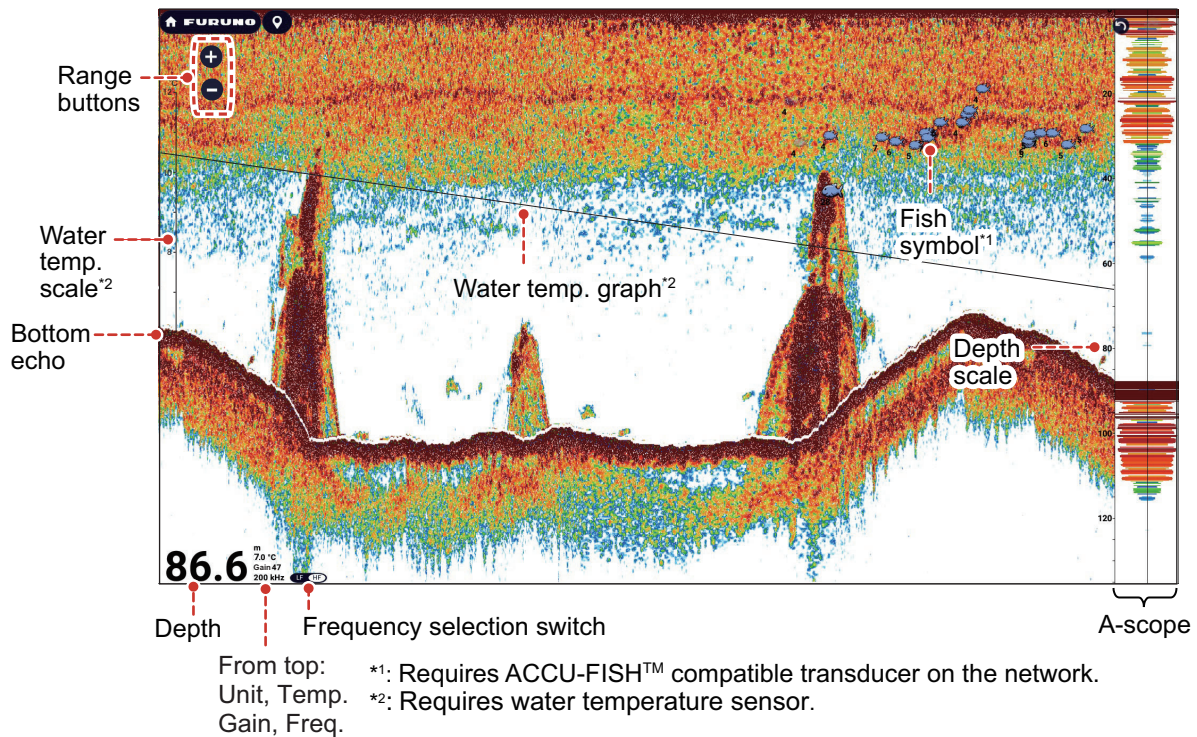 FURUNO
Range
buttons
20
40
Water
temp.
scale*2
Fish
symbol*1
60
Water temp. graph*2
Bottom
echo
Depth
scale
80
100
120
86.6
m
7.0 °C
Gain 47
200 kHz
LF HF
Depth
Frequency selection switch
A-scope
From top:
Unit, Temp.
Gain, Freq.
*1: Requires ACCU-FISH™ compatible transducer on the network.
*2: Requires water temperature sensor.